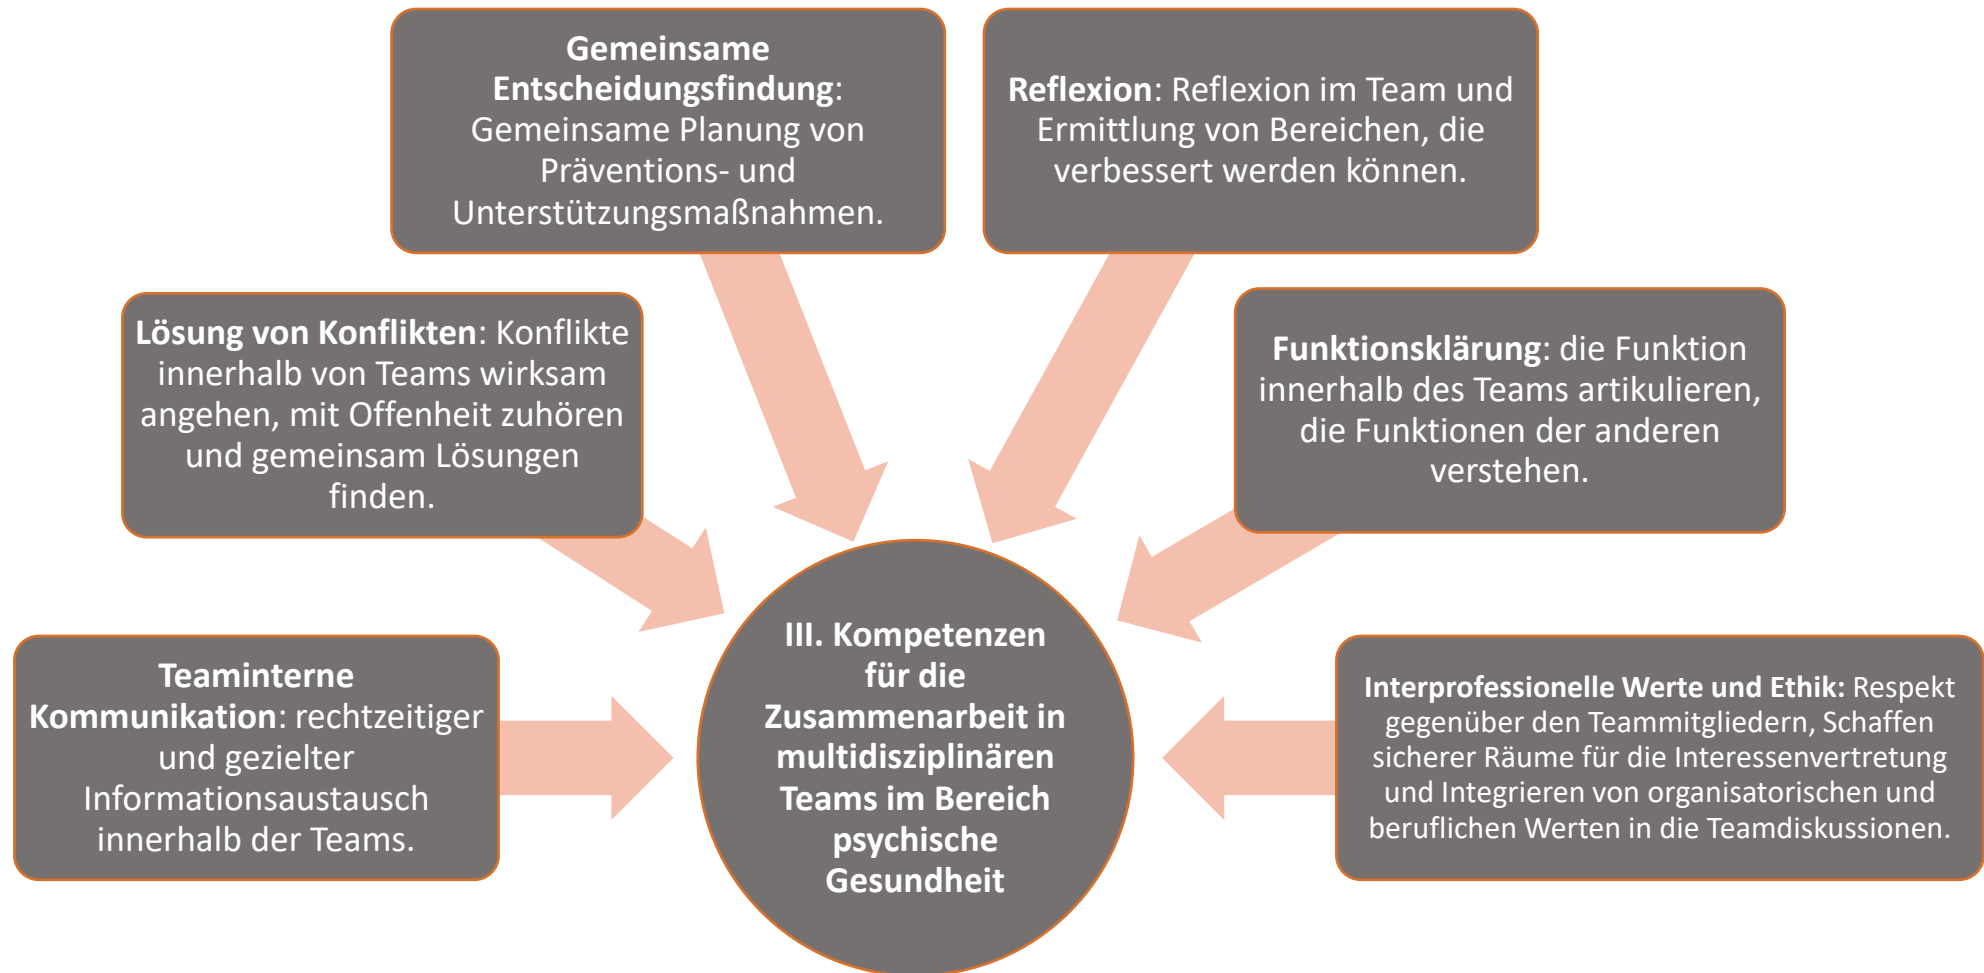 Gemeinsame
Entscheidungsfindung:
Gemeinsame Planung von
Präventions- und
Unterstützungsmaßnahmen.
Reflexion: Reflexion im Team und
Ermittlung von Bereichen, die
verbessert werden können.
Lösung von Konflikten: Konflikte
innerhalb von Teams wirksam
angehen, mit Offenheit zuhören
und gemeinsam Lösungen
finden.
Funktionsklärung: die Funktion
innerhalb des Teams artikulieren,
die Funktionen der anderen
verstehen.
Teaminterne
Kommunikation: rechtzeitiger
und gezielter
Informationsaustausch
innerhalb der Teams.
III. Kompetenzen
für die
Zusammenarbeit in
multidisziplinären
Teams im Bereich
psychische
Gesundheit
Interprofessionelle Werte und Ethik: Respekt
gegenüber den Teammitgliedern, Schaffen
sicherer Räume für die Interessenvertretung
und Integrieren von organisatorischen und
beruflichen Werten in die Teamdiskussionen.